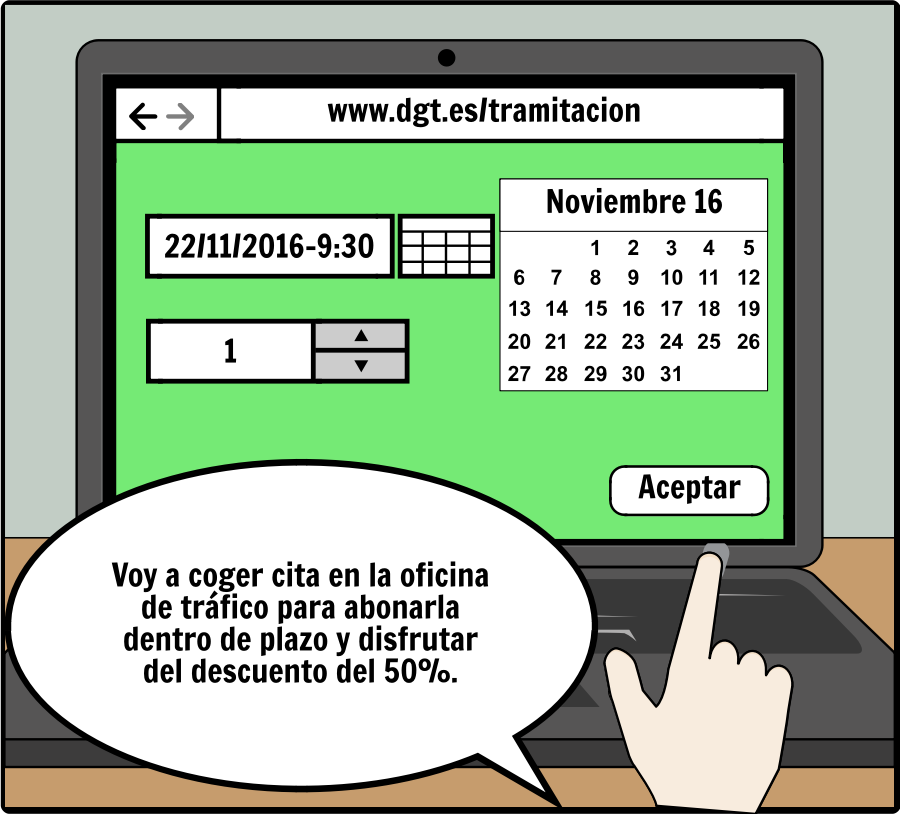 www.dgt.es/tramitacion
22/11/2016-9:30
1
Noviembre 16
1 2 3 4 5
6 7 8 9 10 11 12
13 14 15 16 17 18 19
20 21 22 23 24 25 26
27 28 29 30 31
Aceptar
Voy a coger cita en la oficina
de tráfico para abonarla
dentro de plazo y disfrutar
del descuento del 50%.